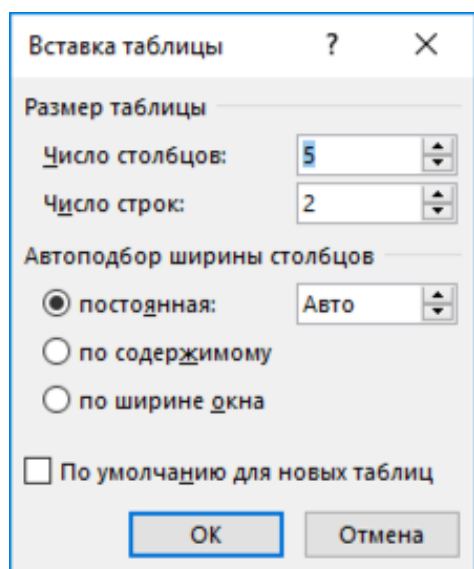 Вставка таблицы ? ×
Размер таблицы
Число столбцов: 5
Число строк: 2
Автоподбор ширины столбцов
постоянная: Авто
по содержимому
по ширине окна
По умолчанию для новых таблиц
ОК Отмена